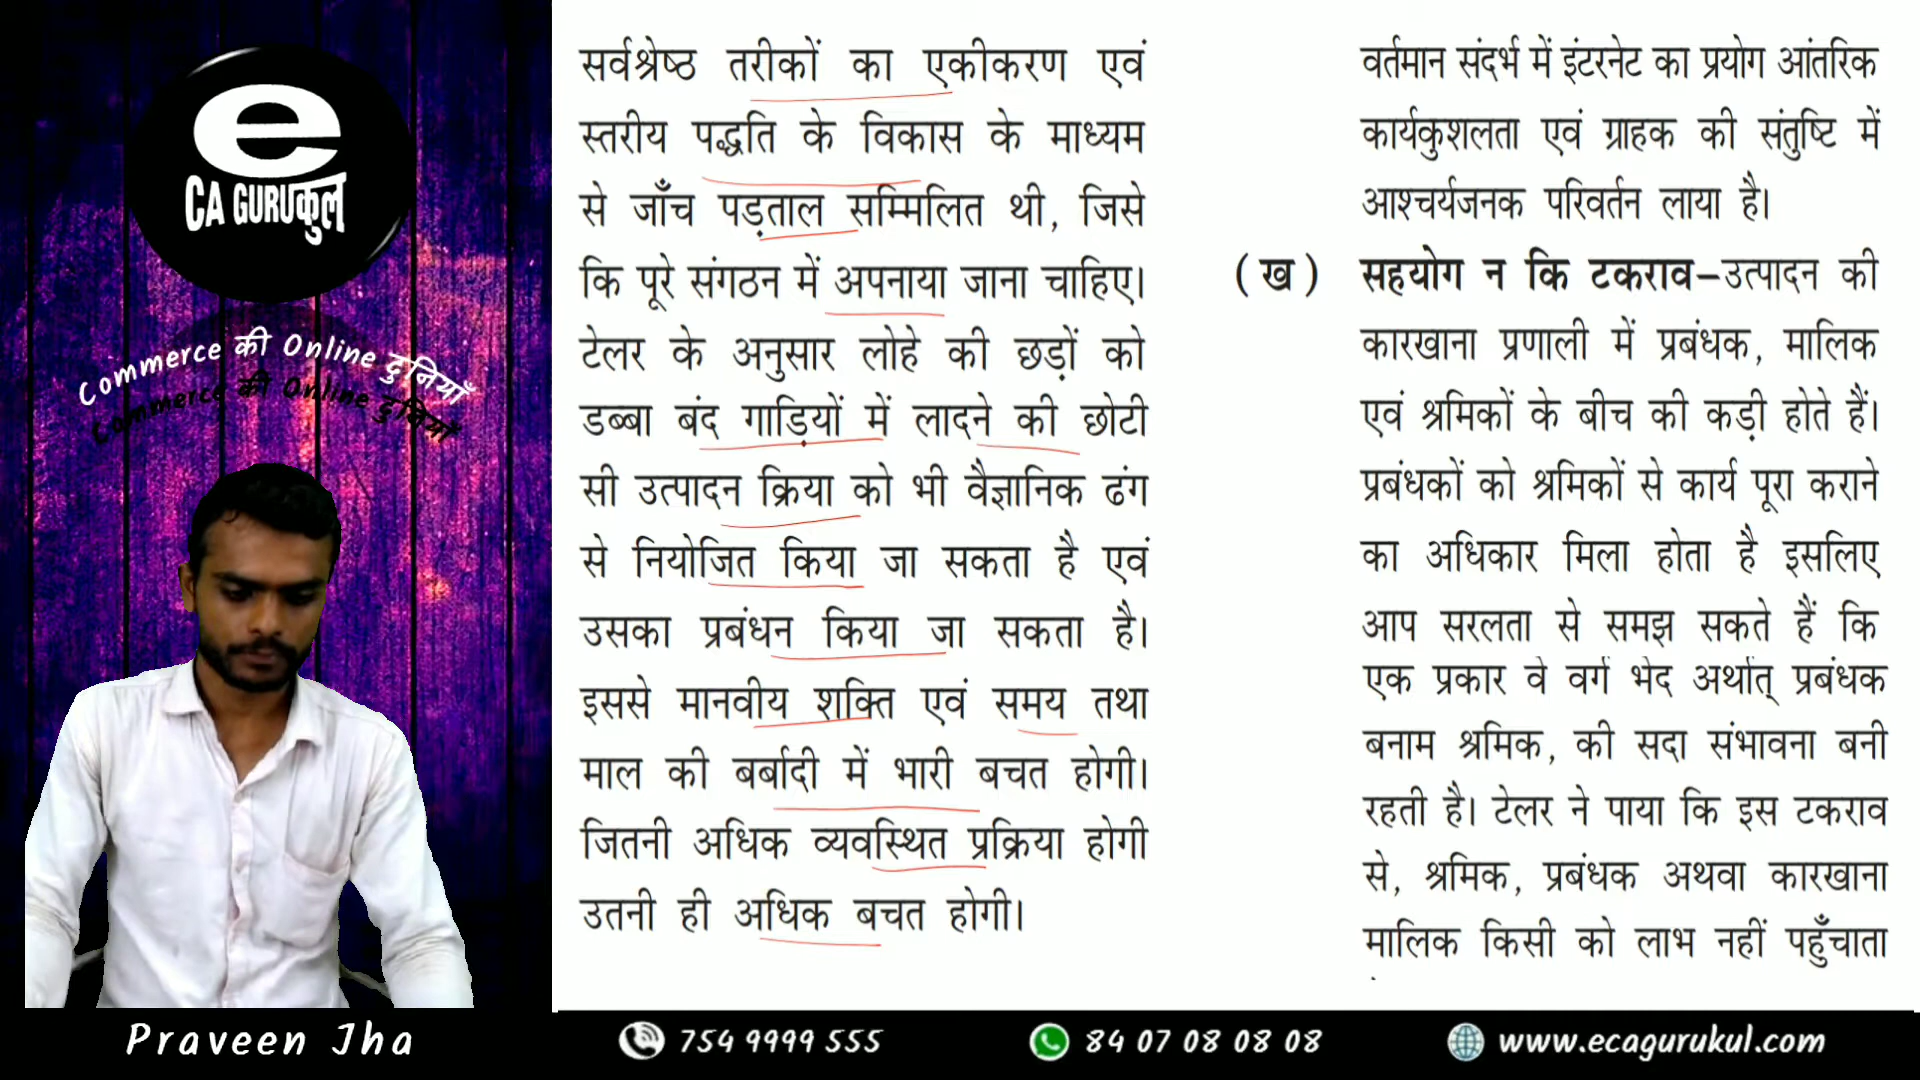 e
CA GURUकुल
Commerce की Online दुनियाँ
Commerce की Online दुनियाँ
सर्वश्रेष्ठ तरीकों का एकीकरण एवं
स्तरीय पद्धति के विकास के माध्यम
से जाँच पड़ताल सम्मिलित थी, जिसे
कि पूरे संगठन में अपनाया जाना चाहिए।
टेलर के अनुसार लोहे की छड़ों को
डब्बा बंद गाड़ियों में लादने की छोटी
सी उत्पादन क्रिया को भी वैज्ञानिक ढंग
से नियोजित किया जा सकता है एवं
उसका प्रबंधन किया जा सकता है।
इससे मानवीय शक्ति एवं समय तथा
माल की बर्बादी में भारी बचत होगी।
जितनी अधिक व्यवस्थित प्रक्रिया होगी
उतनी ही अधिक बचत होगी।
वर्तमान संदर्भ में इंटरनेट का प्रयोग आंतरिक
कार्यकुशलता एवं ग्राहक की संतुष्टि में
आश्चर्यजनक परिवर्तन लाया है।
(ख) सहयोग न कि टकराव–उत्पादन की
कारखाना प्रणाली में प्रबंधक, मालिक
एवं श्रमिकों के बीच की कड़ी होते हैं।
प्रबंधकों को श्रमिकों से कार्य पूरा कराने
का अधिकार मिला होता है इसलिए
आप सरलता से समझ सकते हैं कि
एक प्रकार वे वर्ग भेद अर्थात् प्रबंधक
बनाम श्रमिक, की सदा संभावना बनी
रहती है। टेलर ने पाया कि इस टकराव
से, श्रमिक, प्रबंधक अथवा कारखाना
मालिक किसी को लाभ नहीं पहुँचाता
Praveen Jha
754 9999 555
84 07 08 08 08
www.ecagurukul.com